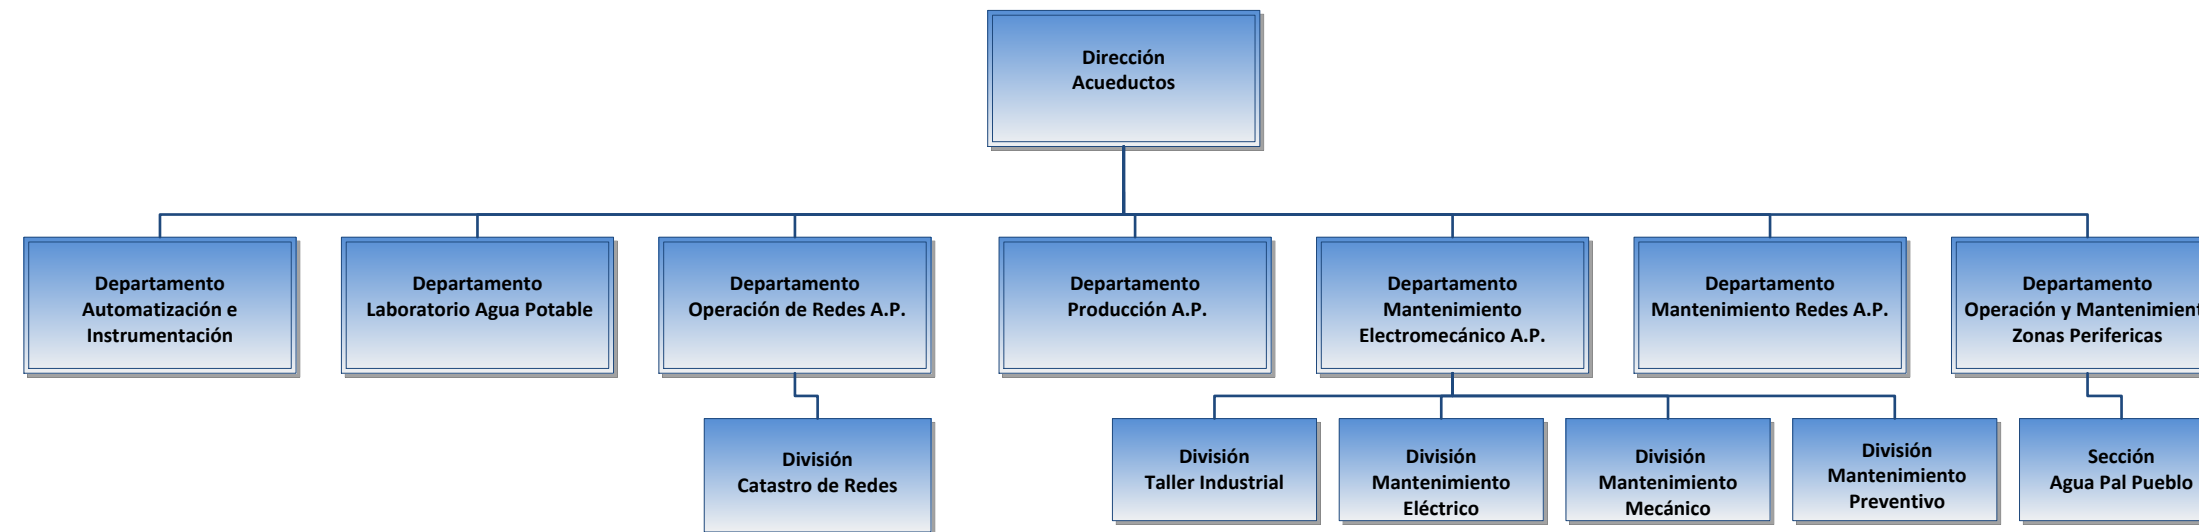 Dirección
Acueductos
Departamento
Automatización e
Instrumentación
Departamento
Laboratorio Agua Potable
Departamento
Operación de Redes A.P.
Departamento
Producción A.P.
Departamento
Mantenimiento
Electromecánico A.P.
Departamento
Mantenimiento Redes A.P.
Departamento
Operación y Mantenimient
Zonas Perifericas
División
Catastro de Redes
División
Taller Industrial
División
Mantenimiento
Eléctrico
División
Mantenimiento
Mecánico
División
Mantenimiento
Preventivo
Sección
Agua Pal Pueblo